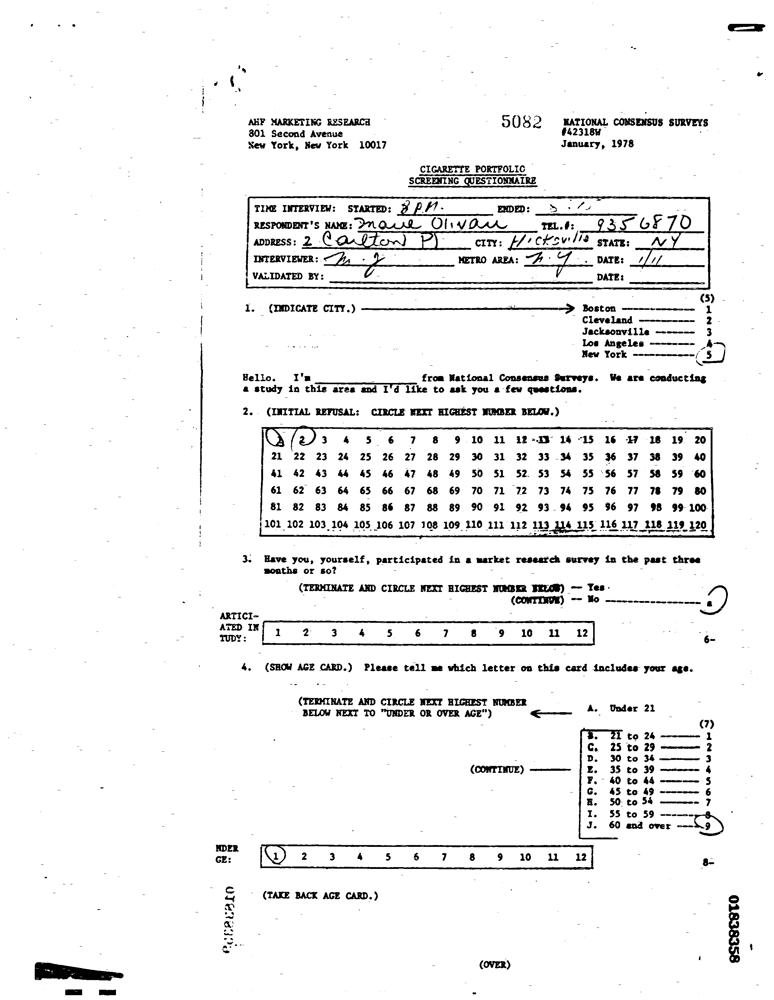 AHF MARKETING RESEARCH
801 Second Avenue
New York, New York 10017
5082
NATIONAL CONSENSUS SURVEYS
#42318W
January, 1978
CIGARETTE PORTFOLIO
SCREENING QUESTIONNAIRE
TIME INTERVIEW: STARTED: 8 P.M. ENDED:
RESPONDENT'S NAME: Olivau TEL.#: 935 6870
ADDRESS: 2 Carlton Pl CITY: Hicksville STATE: NY
INTERVIEWER: METRO AREA: N.Y. DATE: 1/11
VALIDATED BY: DATE:
(5)
1. (INDICATE CITY.) Boston 1
Cleveland 2
Jacksonville 3
Los Angeles 4
New York 5
Hello. I'm ____________ from National Consensus Surveys. We are conducting
a study in this area and I'd like to ask you a few questions.
2. (INITIAL REFUSAL: CIRCLE NEXT HIGHEST NUMBER BELOW.)
1 2 3 4 5 6 7 8 9 10 11 12 13 14 15 16 17 18 19 20
21 22 23 24 25 26 27 28 29 30 31 32 33 34 35 36 37 38 39 40
41 42 43 44 45 46 47 48 49 50 51 52 53 54 55 56 57 58 59 60
61 62 63 64 65 66 67 68 69 70 71 72 73 74 75 76 77 78 79 80
81 82 83 84 85 86 87 88 89 90 91 92 93 94 95 96 97 98 99 100
101 102 103 104 105 106 107 108 109 110 111 112 113 114 115 116 117 118 119 120
3. Have you, yourself, participated in a market research survey in the past three
months or so?
(TERMINATE AND CIRCLE NEXT HIGHEST NUMBER BELOW) — Yes
(CONTINUE) — No
ARTICI-
ATED IN
TUDY: 1 2 3 4 5 6 7 8 9 10 11 12
6-
4. (SHOW AGE CARD.) Please tell me which letter on this card includes your age.
(TERMINATE AND CIRCLE NEXT HIGHEST NUMBER
BELOW NEXT TO "UNDER OR OVER AGE") A. Under 21
(7)
B. 21 to 24 1
C. 25 to 29 2
D. 30 to 34 3
(CONTINUE) E. 35 to 39 4
F. 40 to 44 5
G. 45 to 49 6
H. 50 to 54 7
I. 55 to 59 8
J. 60 and over 9
NDER
GE: 1 2 3 4 5 6 7 8 9 10 11 12
8-
(TAKE BACK AGE CARD.)
01838358
(OVER)